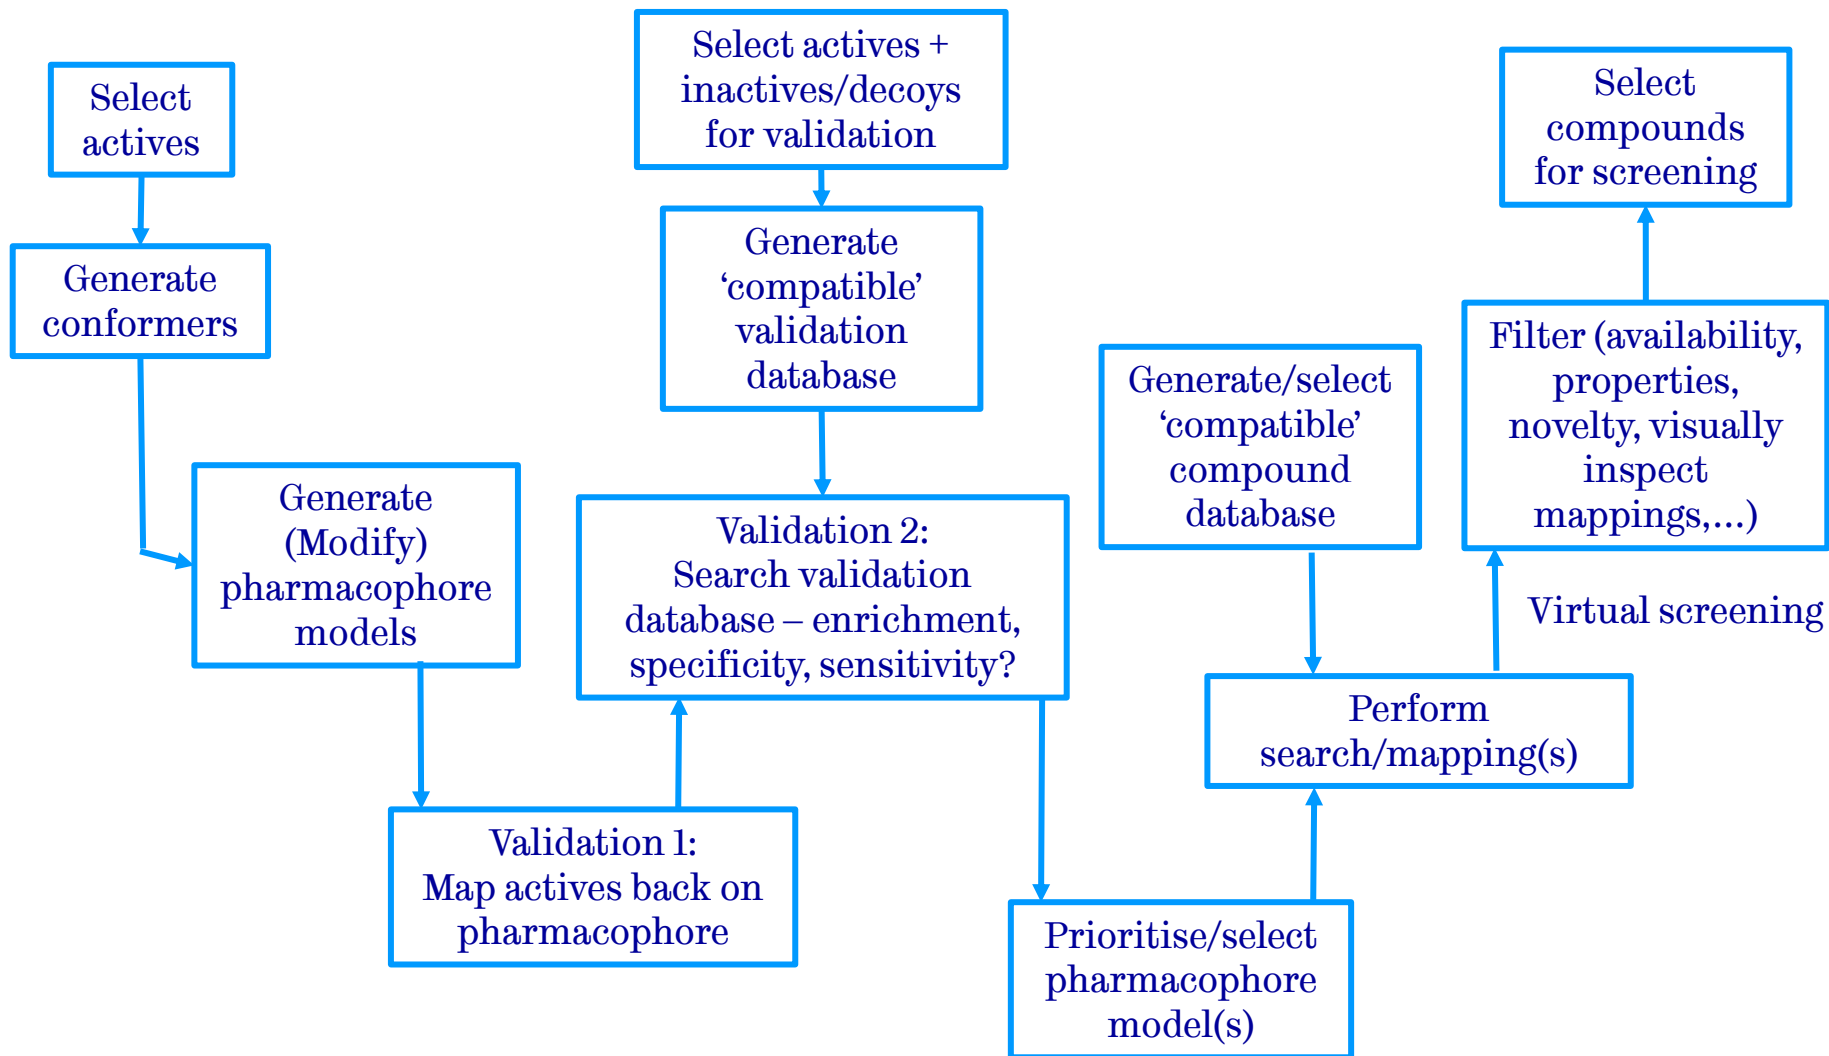 Select
actives
Generate
conformers
Generate
(Modify)
pharmacophore
models
Validation 1:
Map actives back on
pharmacophore
Select actives +
inactives/decoys
for validation
Generate
‘compatible’
validation
database
Validation 2:
Search validation
database – enrichment,
specificity, sensitivity?
Prioritise/select
pharmacophore
model(s)
Generate/select
‘compatible’
compound
database
Perform
search/mapping(s)
Virtual screening
Filter (availability,
properties,
novelty, visually
inspect
mappings,...)
Select
compounds
for screening